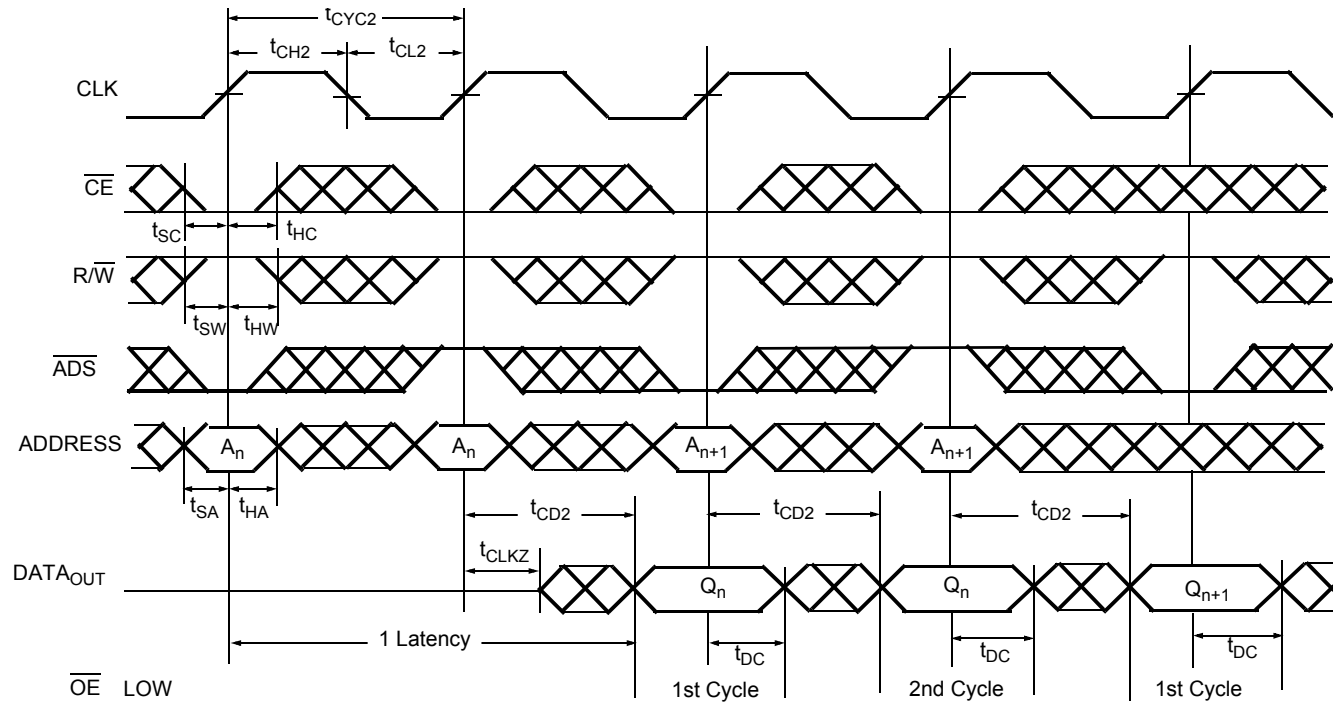 tCYC2
tCH2 tCL2
CLK
CE
tSC tHC
R/W
tSW tHW
ADS
ADDRESS An An An+1 An+1
tSA tHA
tCD2 tCD2 tCD2
tCLKZ
DATAOUT Qn Qn Qn+1
1 Latency
tDC tDC tDC
OE LOW 1st Cycle 2nd Cycle 1st Cycle